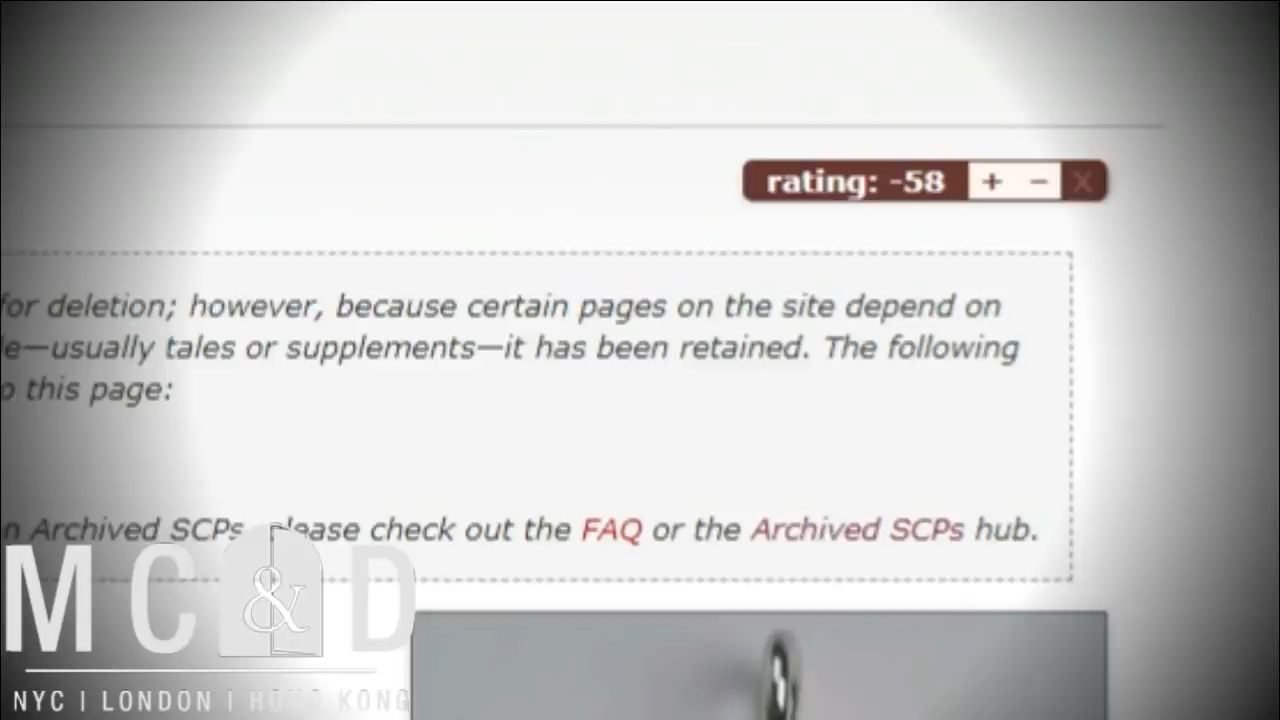 rating: -58 + − X
for deletion; however, because certain pages on the site depend on
le—usually tales or supplements—it has been retained. The following
o this page:
n Archived SCPs, please check out the FAQ or the Archived SCPs hub.
MC&D
NYC | LONDON | HONG KONG